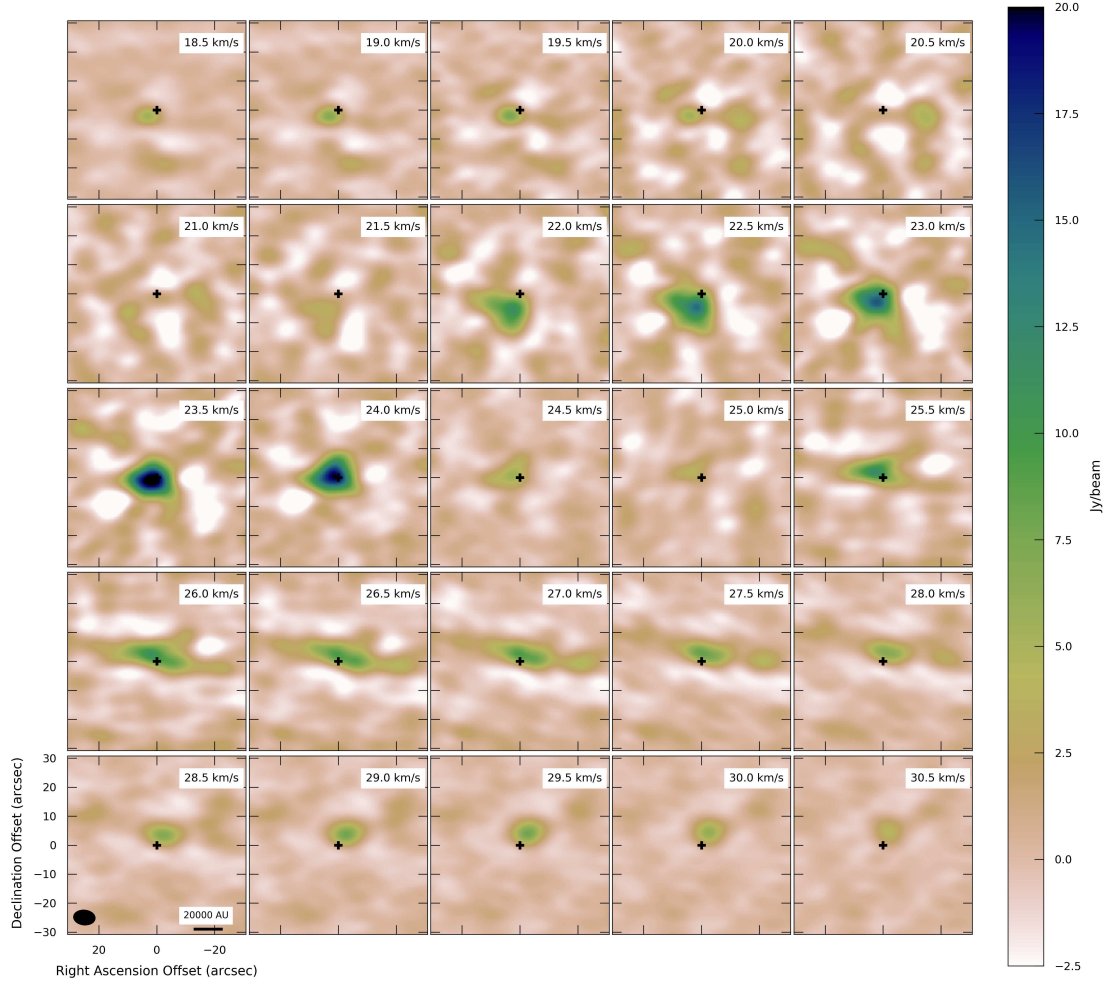 18.5 km/s
19.0 km/s
19.5 km/s
20.0 km/s
20.5 km/s
21.0 km/s
21.5 km/s
22.0 km/s
22.5 km/s
23.0 km/s
23.5 km/s
24.0 km/s
24.5 km/s
25.0 km/s
25.5 km/s
26.0 km/s
26.5 km/s
27.0 km/s
27.5 km/s
28.0 km/s
28.5 km/s
29.0 km/s
29.5 km/s
30.0 km/s
30.5 km/s
20000 AU
30
20
10
0
−10
−20
−30
Declination Offset (arcsec)
20
0
−20
Right Ascension Offset (arcsec)
20.0
17.5
15.0
12.5
10.0
7.5
5.0
2.5
0.0
−2.5
Jy/beam